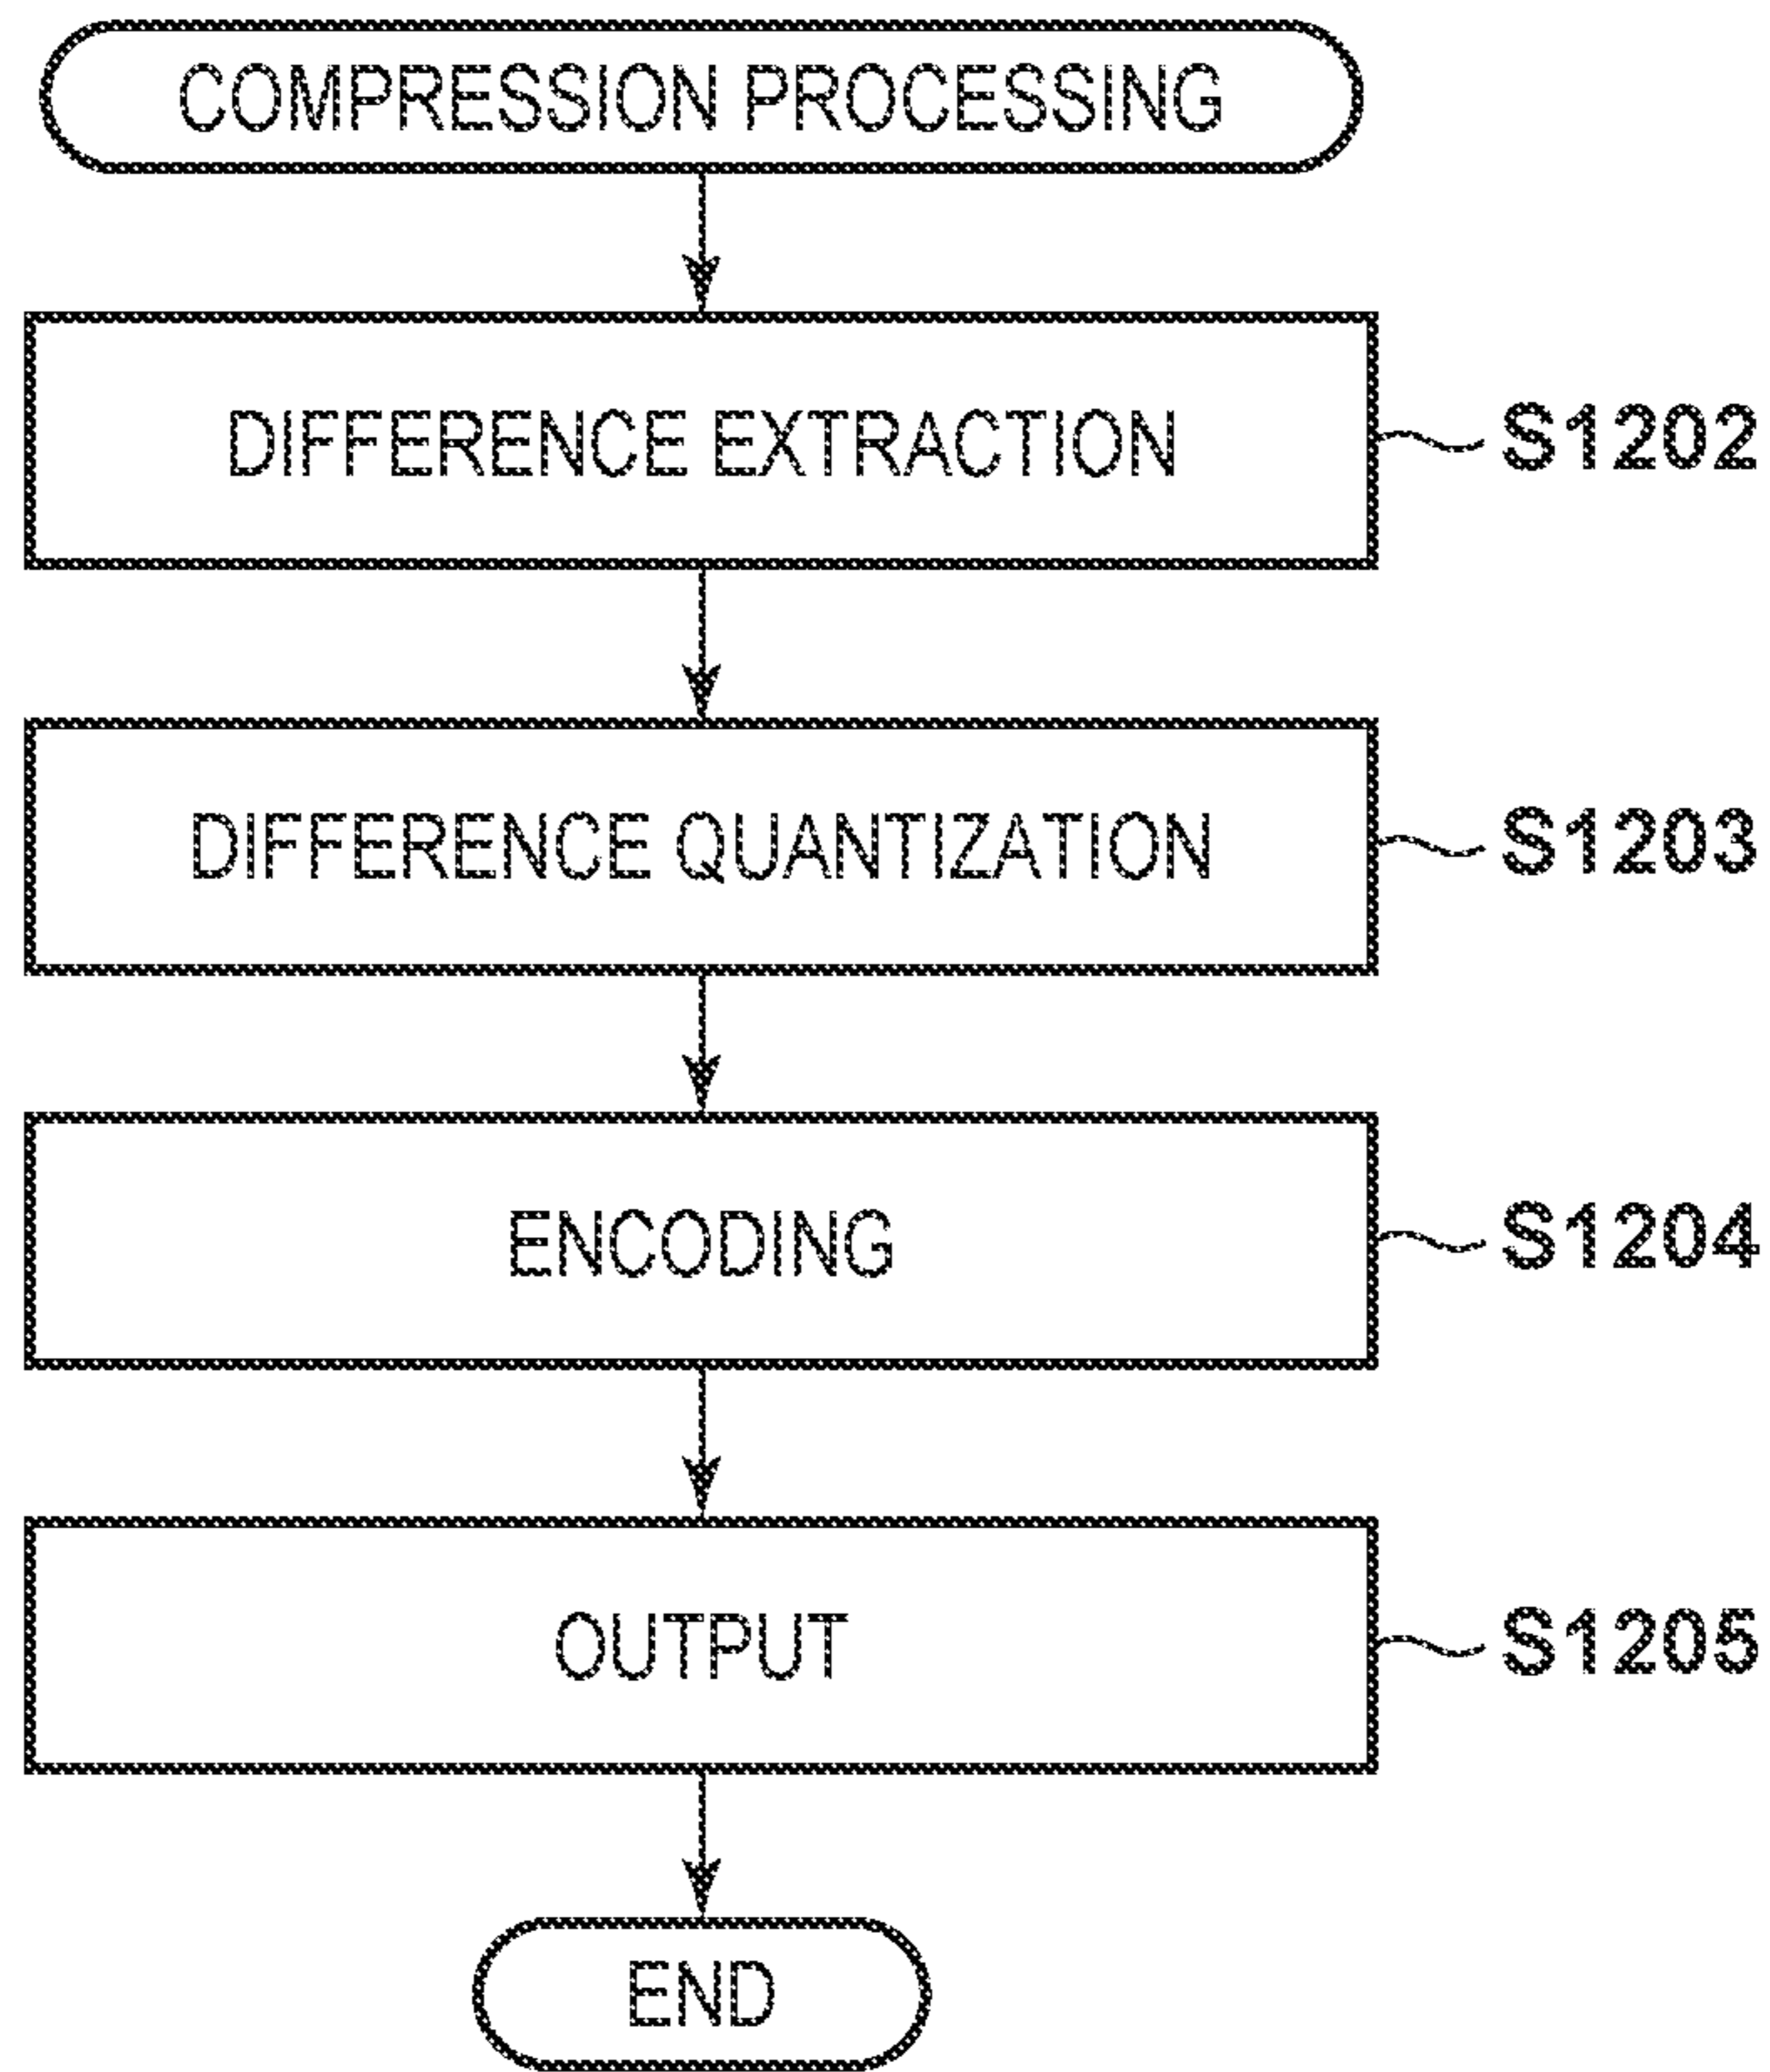 COMPRESSION PROCESSING
DIFFERENCE EXTRACTION S1202
DIFFERENCE QUANTIZATION S1203
ENCODING S1204
OUTPUT S1205
END